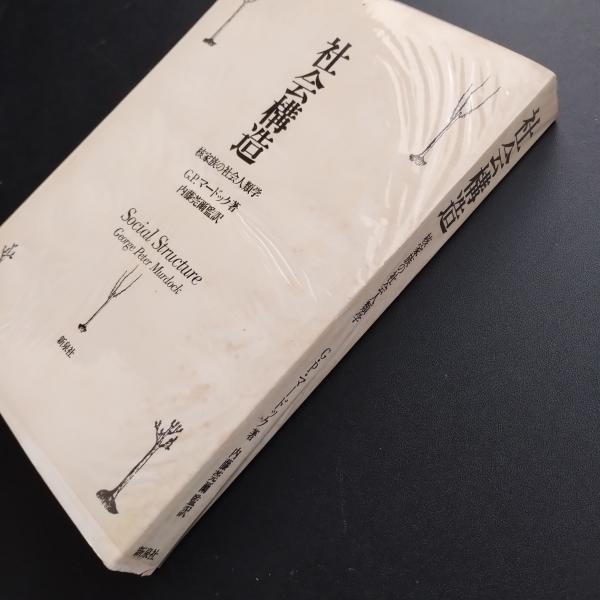 社会構造
核家族の社会人類学
G.P.マードック著
内藤莞爾監訳
Social Structure
George Peter Murdock
新泉社
社会構造
核家族の社会人類学
G.P.マードック著
内藤莞爾監訳
新泉社